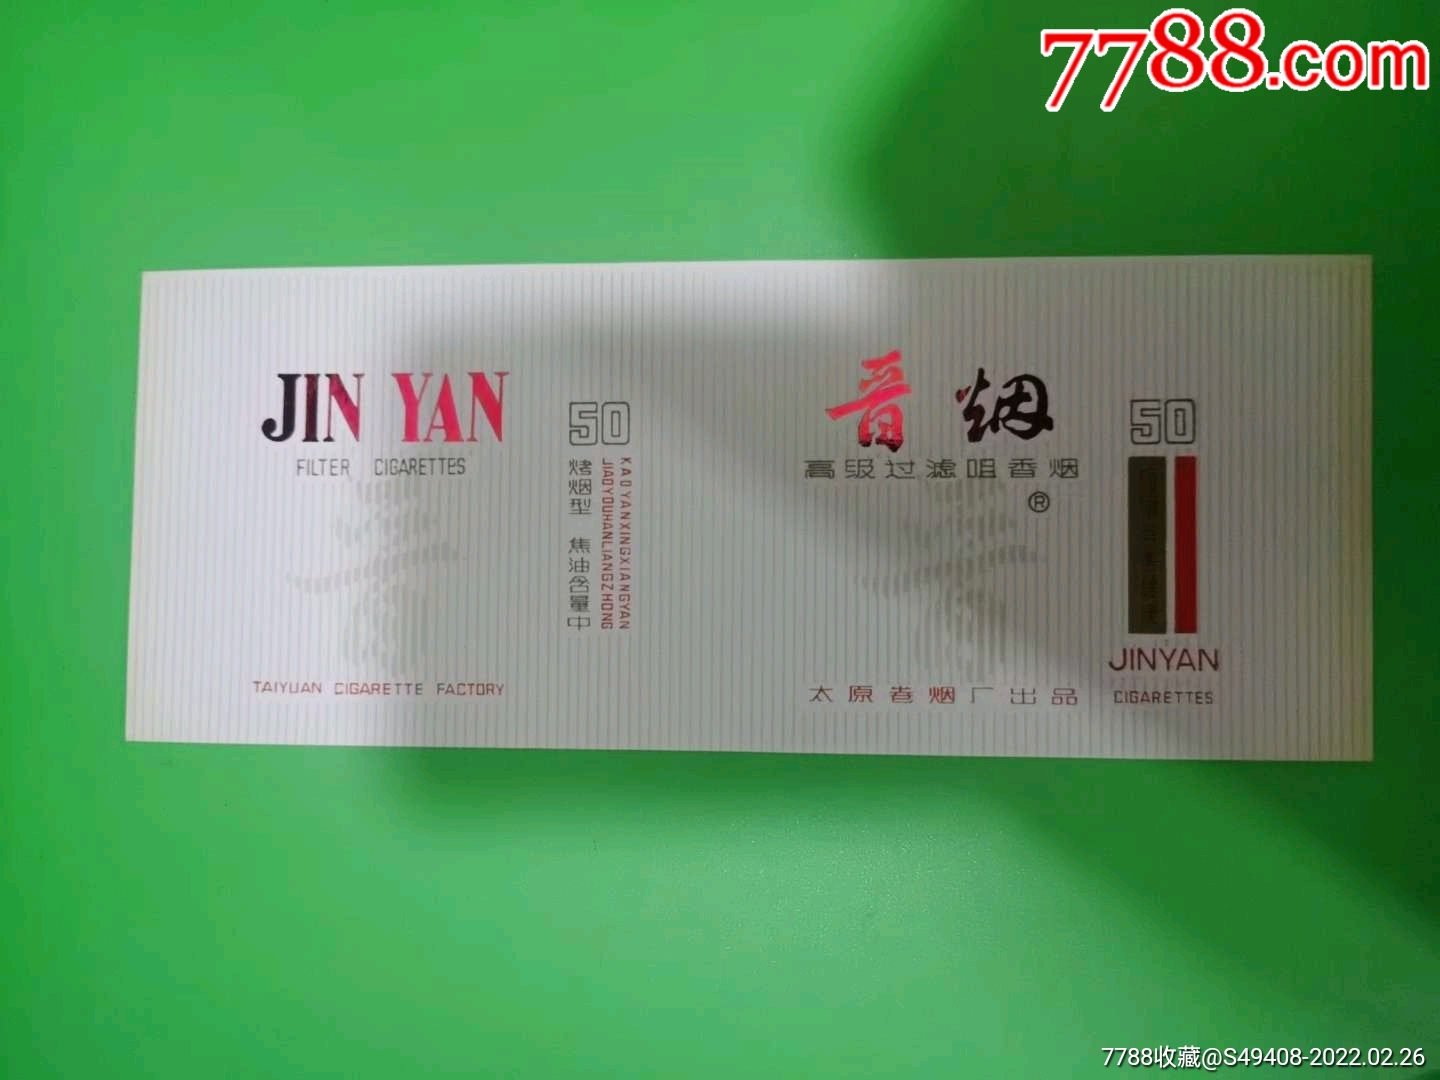 7788.com
JIN YAN
FILTER CIGARETTES
TAIYUAN CIGARETTE FACTORY
50
烤烟型 焦油含量中
KAOYANXINGXIANGYAN
JIAOYOUHANLIANGZHONG
晋烟
高级过滤咀香烟
®
太原卷烟厂出品
50
JINYAN
CIGARETTES
7788收藏@S49408-2022.02.26